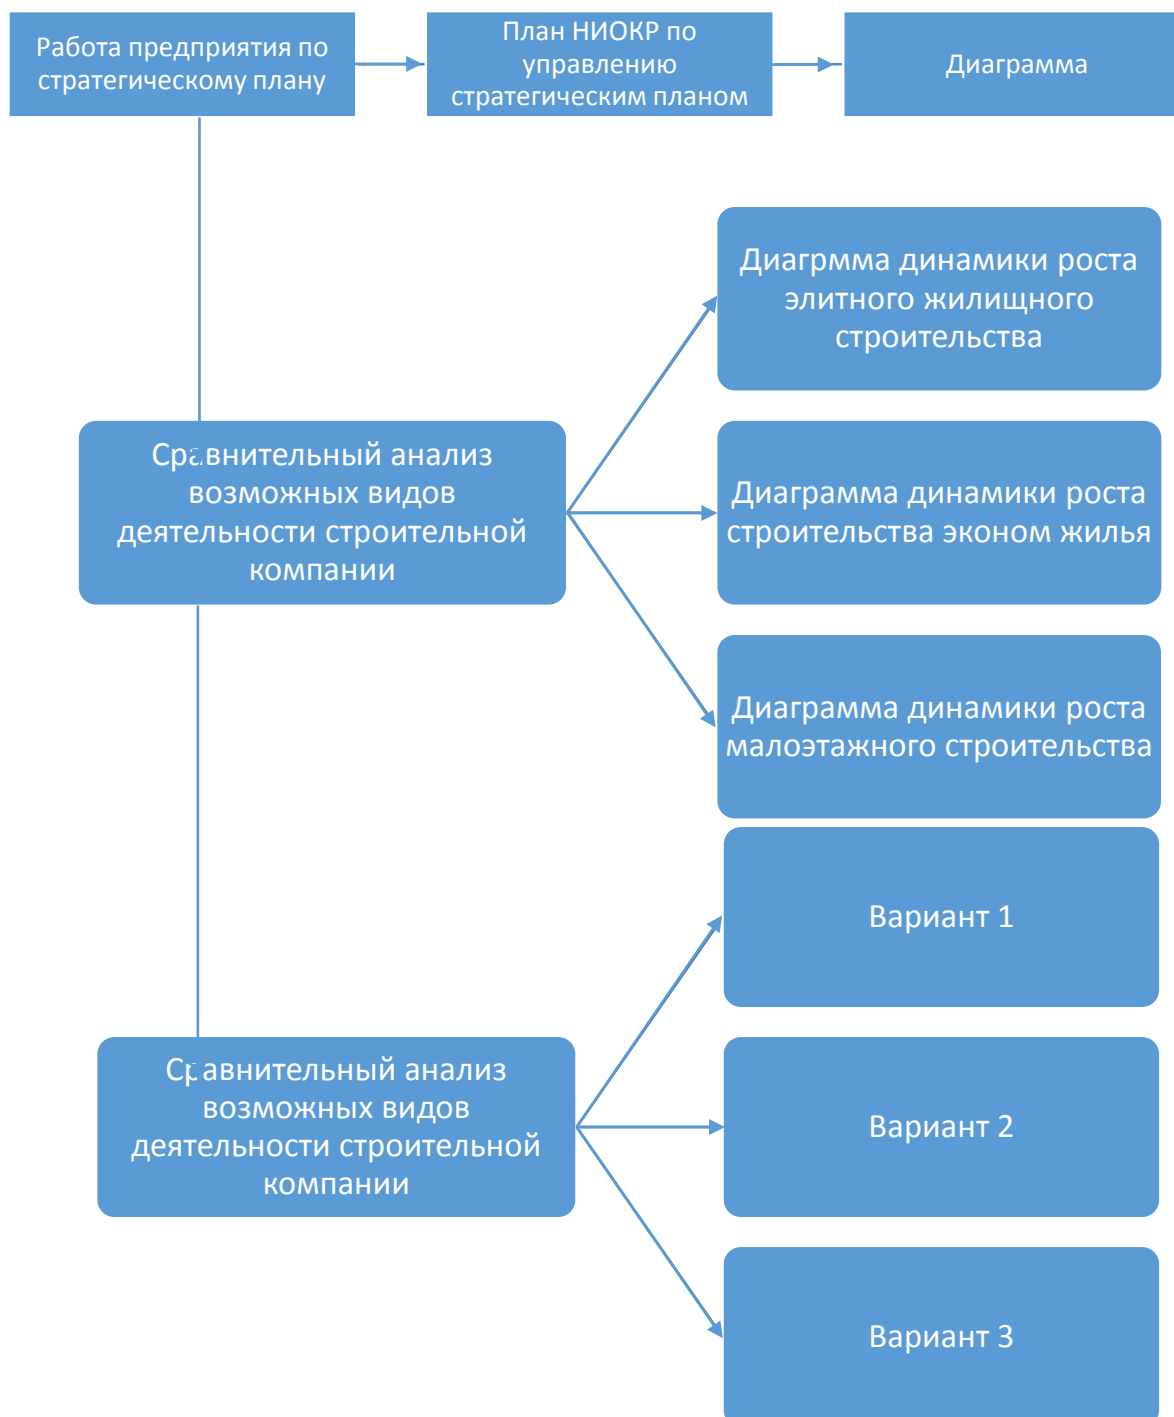 Работа предприятия по
стратегическому плану
План НИОКР по
управлению
стратегическим планом
Диаграмма
Диагрмма динамики роста
элитного жилищного
строительства
Сравнительный анализ
возможных видов
деятельности строительной
компании
Диаграмма динамики роста
строительства эконом жилья
Диаграмма динамики роста
малоэтажного строительства
Вариант 1
Сравнительный анализ
возможных видов
деятельности строительной
компании
Вариант 2
Вариант 3